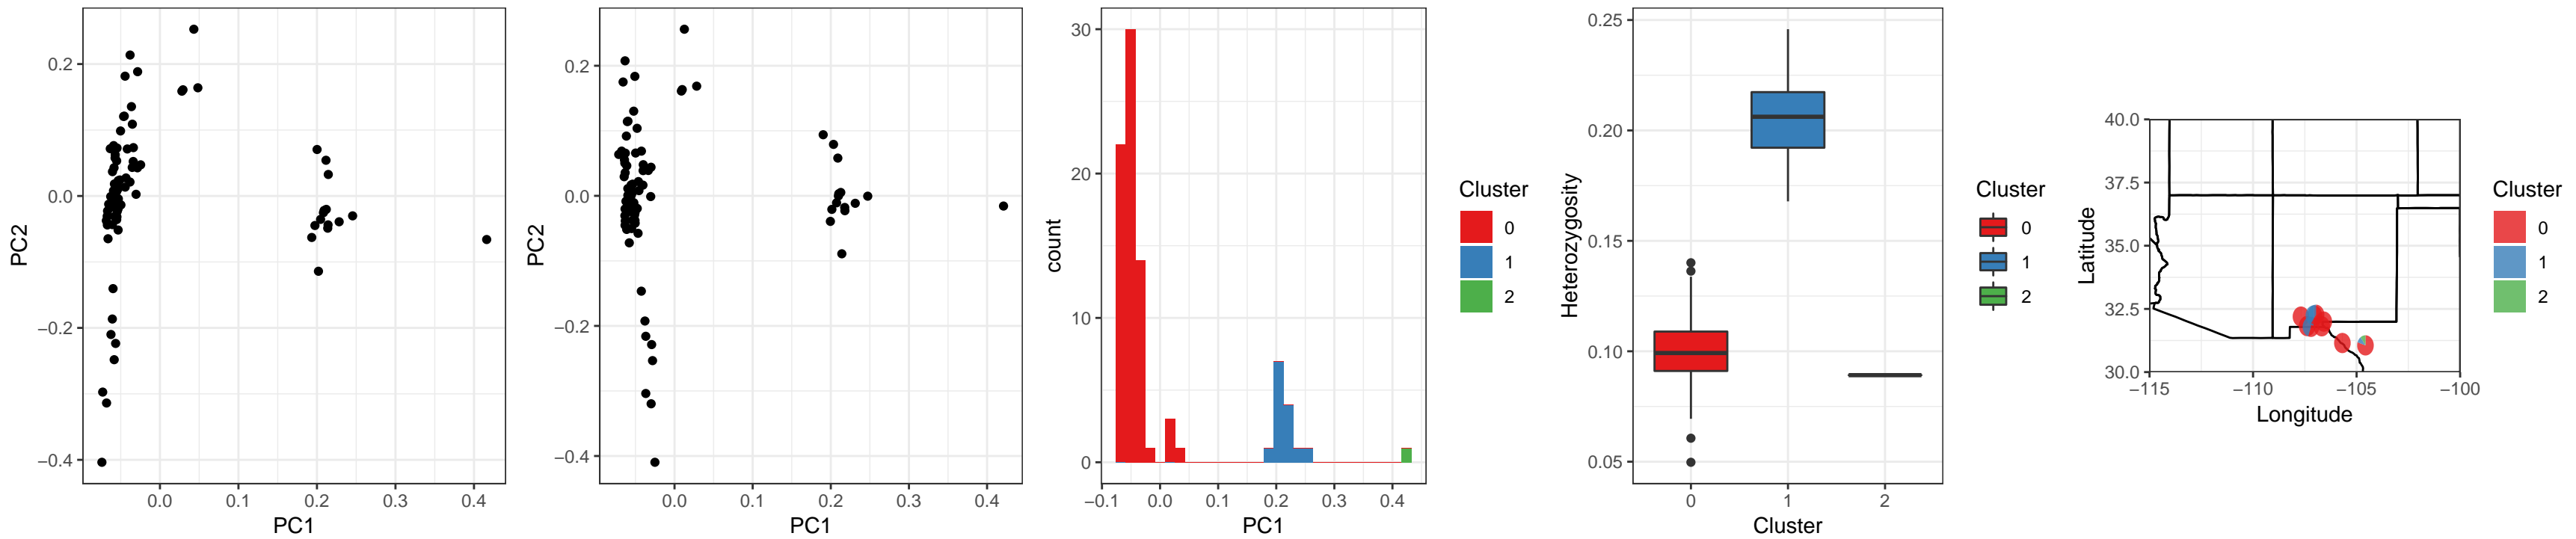 0.2
0.0
−0.2
−0.4
0.0 0.1 0.2 0.3 0.4
PC1
PC2
0.2
0.0
−0.2
−0.4
0.0 0.1 0.2 0.3 0.4
PC1
PC2
30
20
10
0
−0.1 0.0 0.1 0.2 0.3 0.4
PC1
count
Cluster
0
1
2
0.25
0.20
0.15
0.10
0.05
0 1 2
Cluster
Heterozygosity
Cluster
0
1
2
40.0
37.5
35.0
32.5
30.0
−115 −110 −105 −100
Longitude
Latitude
Cluster
0
1
2